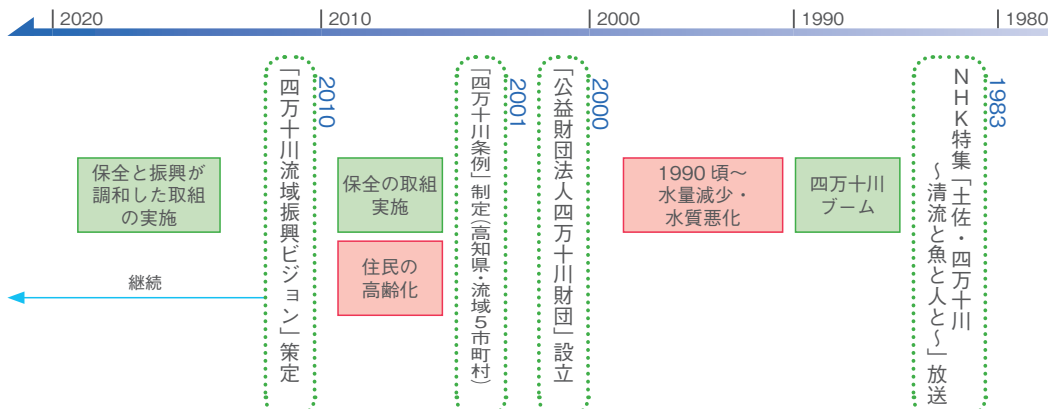 2020
2010
2000
1990
1980
1983
NHK特集「土佐・四万十川
～清流と魚と人と～」放送
四万十川
ブーム
1990 頃～
水量減少・
水質悪化
2000
「公益財団法人四万十川財団」設立
2001
「四万十川条例」制定(高知県・流域5市町村)
保全の取組
実施
住民の
高齢化
2010
「四万十川流域振興ビジョン」策定
保全と振興が
調和した取組
の実施
継続